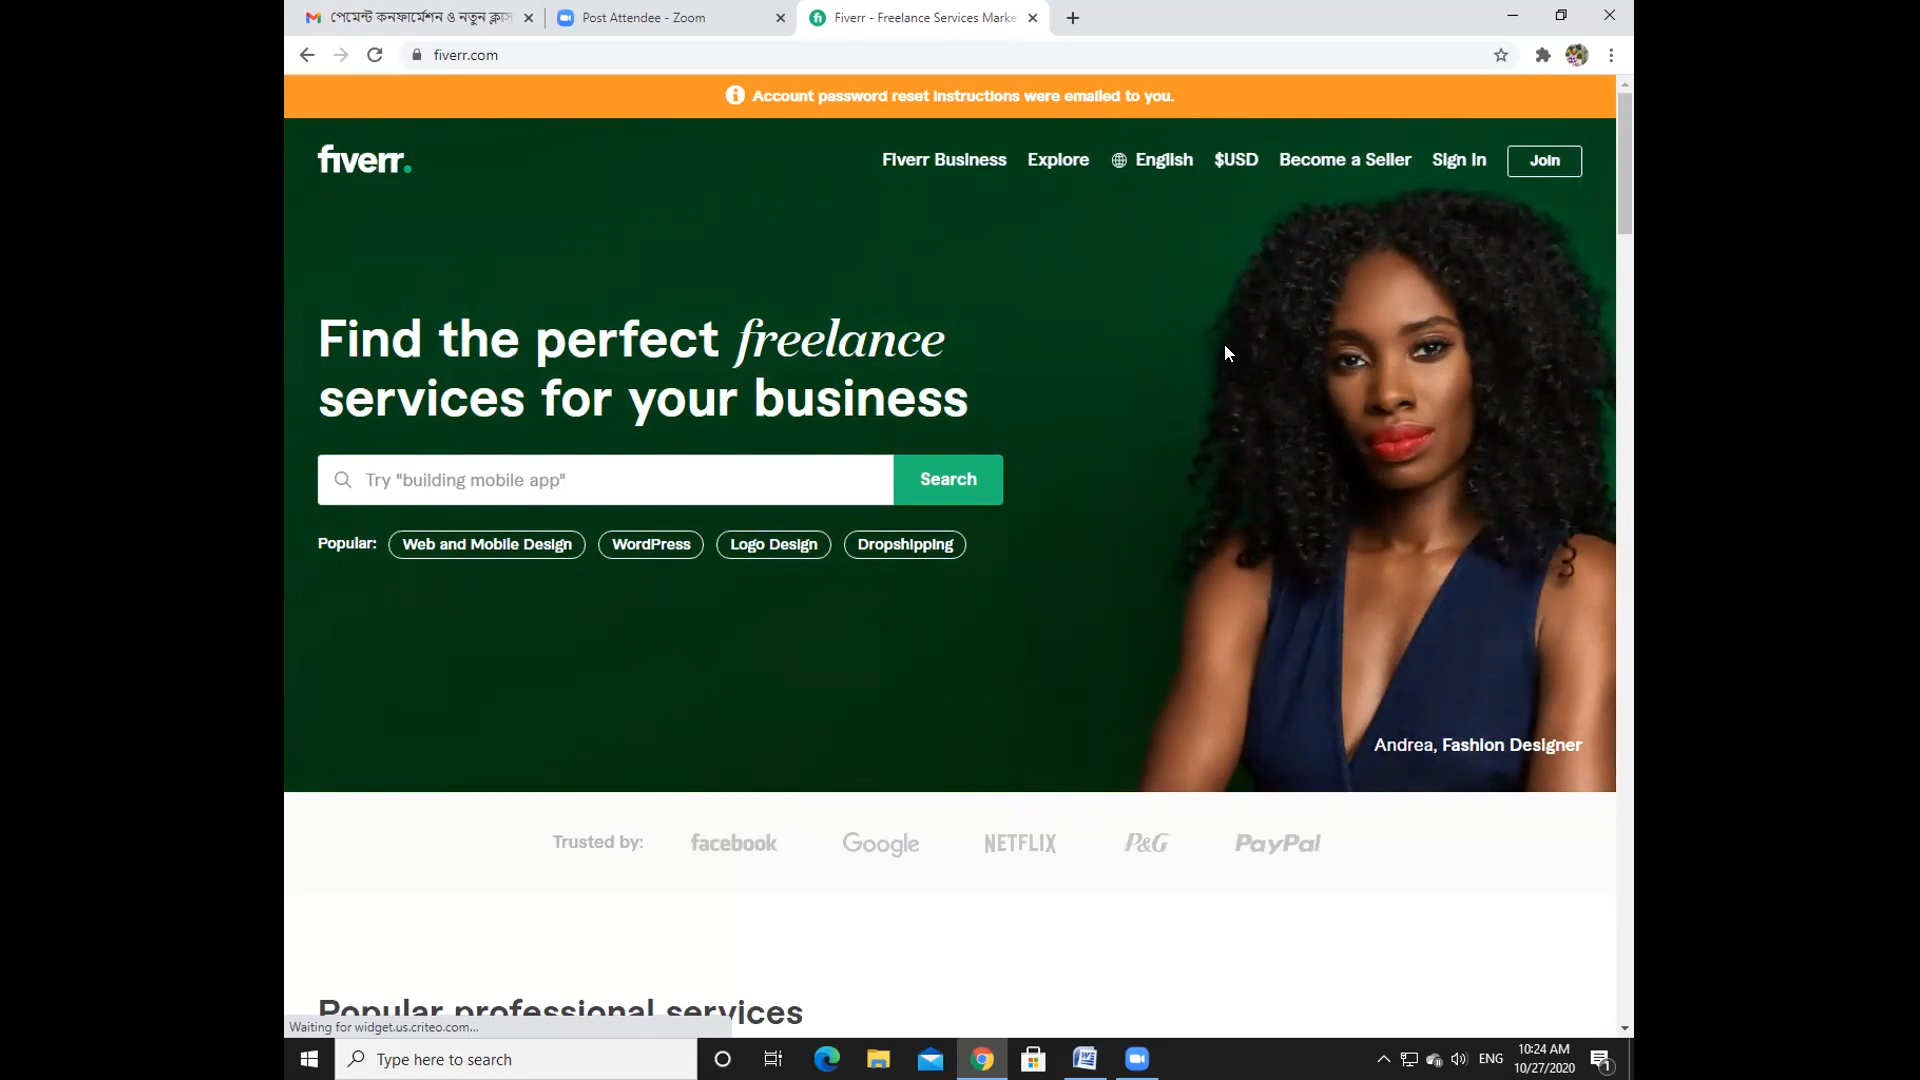 পেমেন্ট কনফার্মেশন ও নতুন ক্লাস
Post Attendee - Zoom
Fiverr - Freelance Services Marke
fiverr.com
Account password reset instructions were emailed to you.
fiverr.
Fiverr Business
Explore
English
$USD
Become a Seller
Sign In
Join
Find the perfect freelance
services for your business
Try "building mobile app"
Search
Popular:
Web and Mobile Design
WordPress
Logo Design
Dropshipping
Andrea, Fashion Designer
Trusted by:
facebook
Google
NETFLIX
P&G
PayPal
Popular professional services
Waiting for widget.us.criteo.com...
Type here to search
ENG
10:24 AM
10/27/2020
1